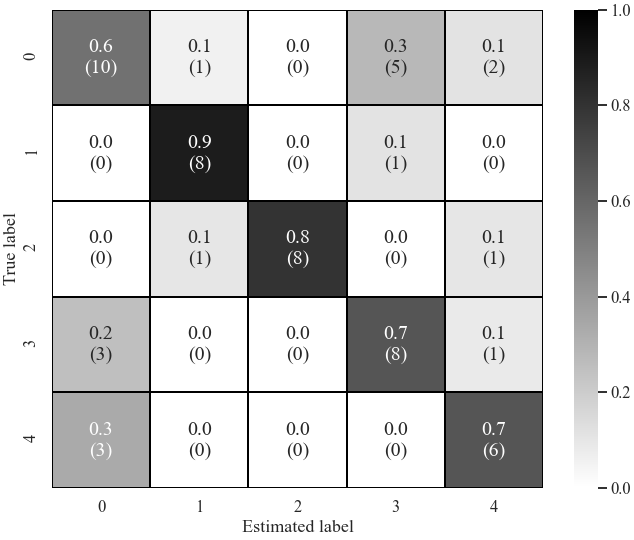 0.6 0.1 0.0 0.3 0.1
(10) (1) (0) (5) (2)
0
0.0 0.9 0.0 0.1 0.0
(0) (8) (0) (1) (0)
1
0.0 0.1 0.8 0.0 0.1
(0) (1) (8) (0) (1)
2
0.2 0.0 0.0 0.7 0.1
(3) (0) (0) (8) (1)
3
0.3 0.0 0.0 0.0 0.7
(3) (0) (0) (0) (6)
4
True label
0 1 2 3 4
Estimated label
1.0
0.8
0.6
0.4
0.2
0.0